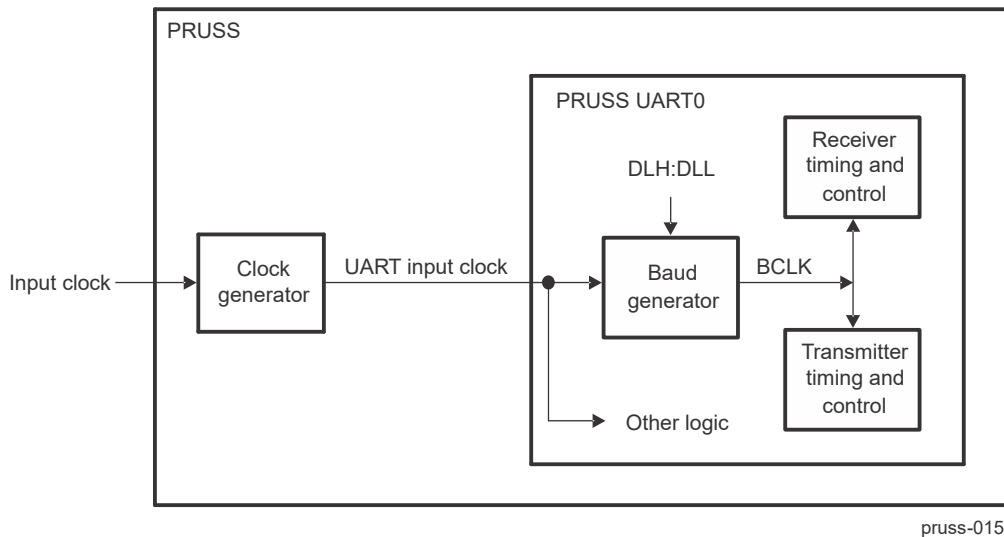 PRUSS
PRUSS UART0
Receiver
timing and
control
DLH:DLL
Input clock
Clock
generator
UART input clock
Baud
generator
BCLK
Transmitter
timing and
control
Other logic
pruss-015